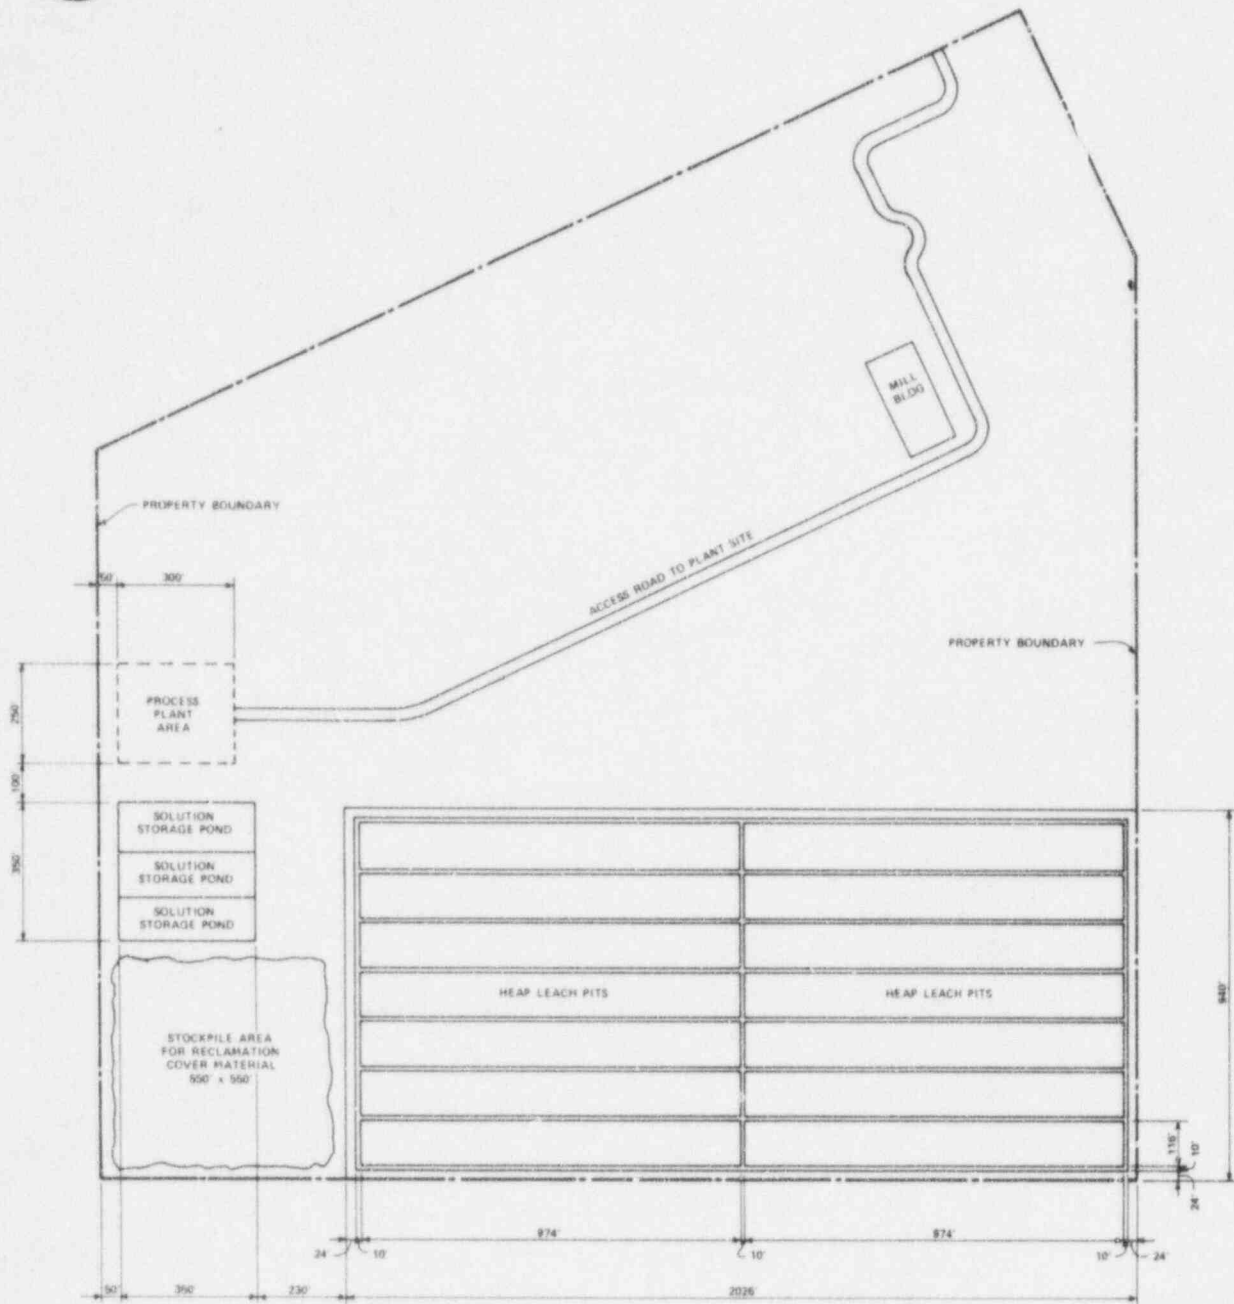 MILL
BLDG
PROPERTY BOUNDARY
50' 300'
ACCESS ROAD TO PLANT SITE
PROPERTY BOUNDARY
PROCESS
PLANT
AREA
250'
100'
350'
SOLUTION
STORAGE POND
SOLUTION
STORAGE POND
SOLUTION
STORAGE POND
HEAP LEACH PITS
HEAP LEACH PITS
940'
STOCKPILE AREA
FOR RECLAMATION
COVER MATERIAL
550' x 550'
116'
10'
24'
974' 974'
24' 10' 10' 10' 24'
50' 350' 230' 2026'